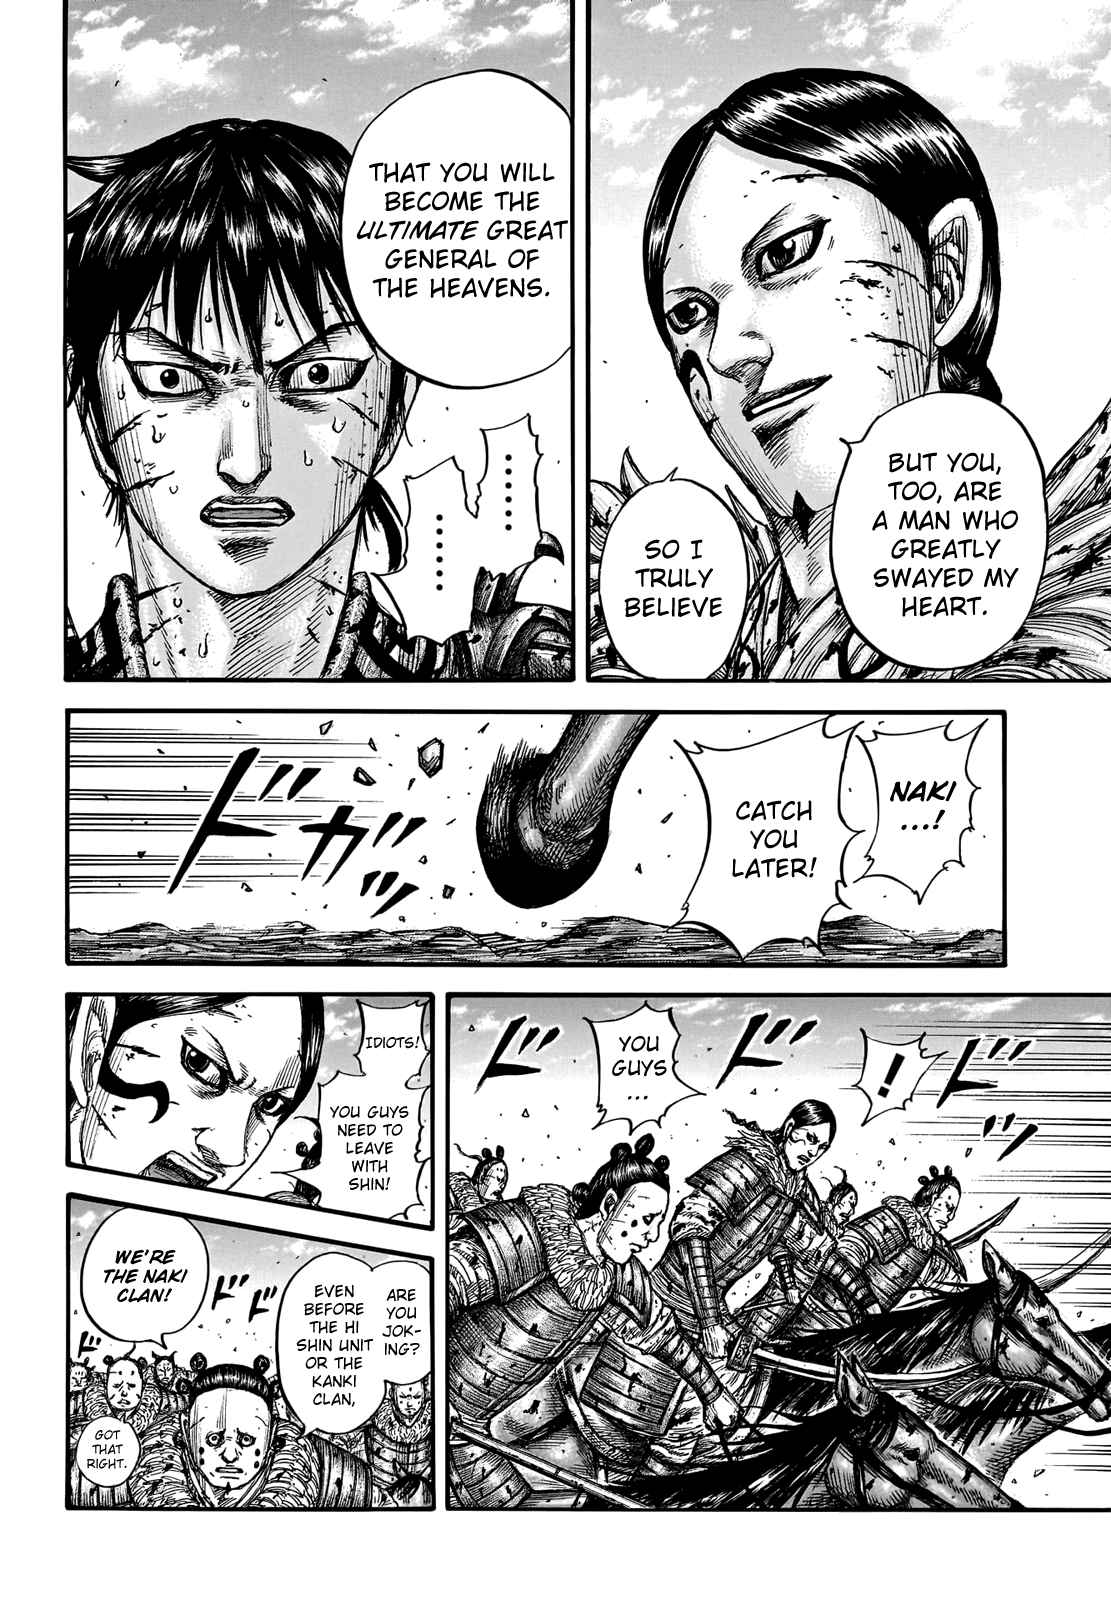 BUT YOU,
TOO, ARE
A MAN WHO
GREATLY
SWAYED MY
HEART.
SO I
TRULY
BELIEVE
THAT YOU WILL
BECOME THE
ULTIMATE GREAT
GENERAL OF
THE HEAVENS.
......
......
NAKI
...!
CATCH
YOU
LATER!
ドガッ
!
YOU
GUYS
...
ドドドッ
IDIOTS!
YOU GUYS
NEED TO
LEAVE
WITH
SHIN!
ARE
YOU
JOK-
ING?
EVEN
BEFORE
THE HI
SHIN UNIT
OR THE
KANKI
CLAN,
WE'RE
THE NAKI
CLAN!
ドド
ド
GOT
THAT
RIGHT.